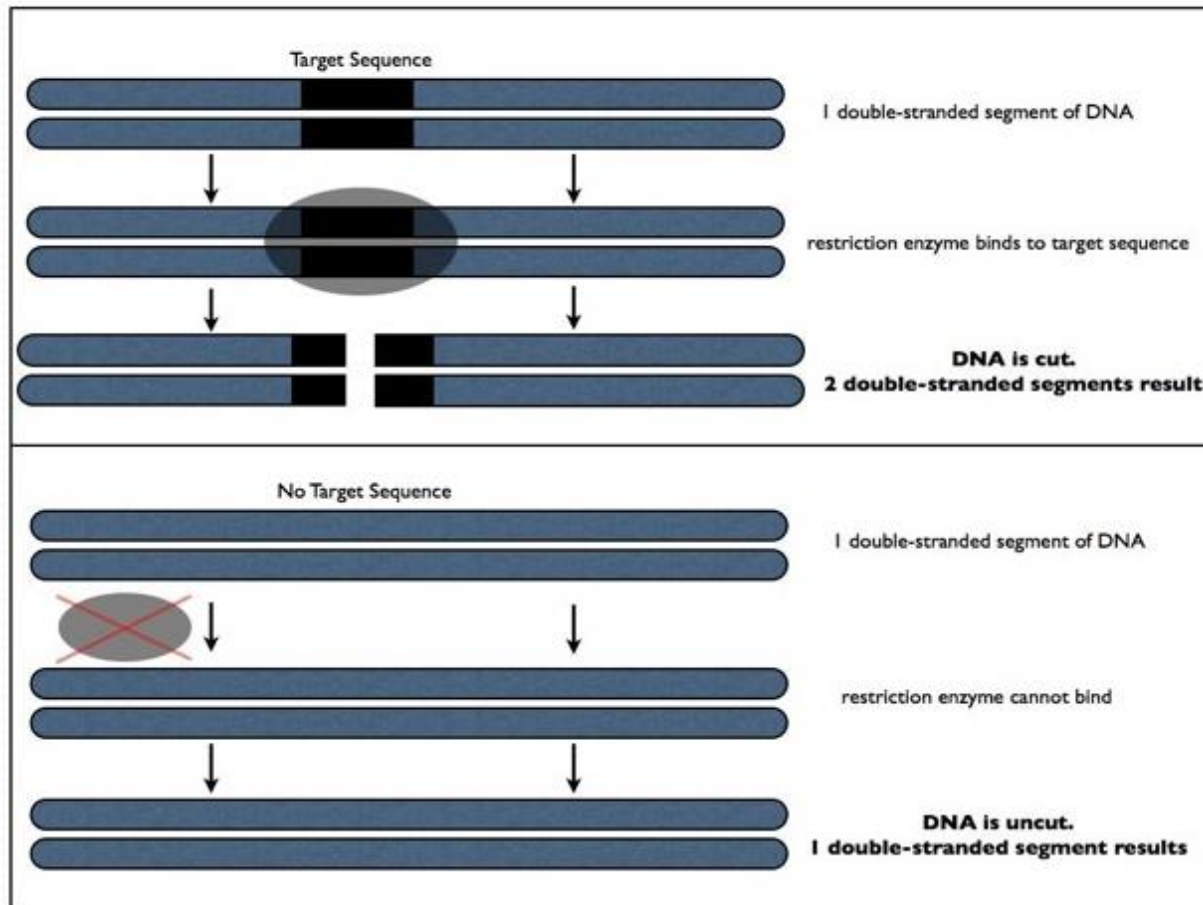 Target Sequence
1 double-stranded segment of DNA
restriction enzyme binds to target sequence
DNA is cut.
2 double-stranded segments result
No Target Sequence
1 double-stranded segment of DNA
restriction enzyme cannot bind
DNA is uncut.
1 double-stranded segment results